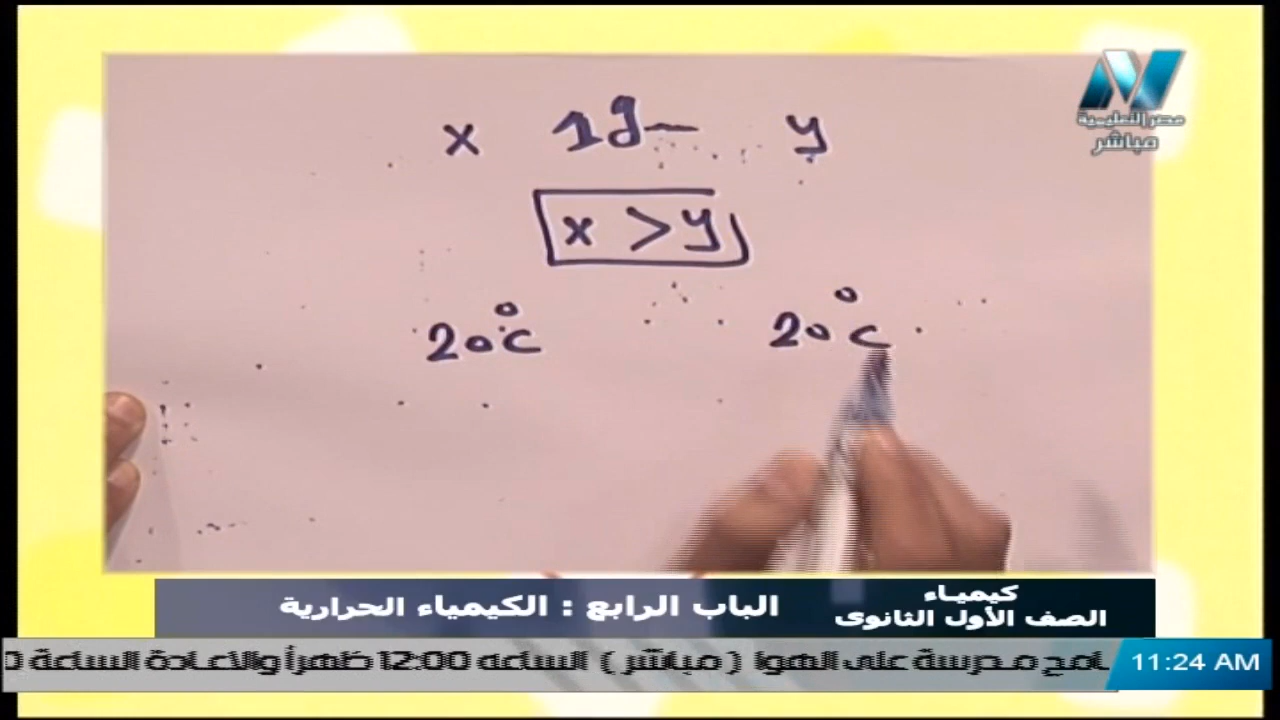 مصر التعليمية
مباشر
x 1g y
x > y
20°C 20°C
كيمياء
الصف الأول الثانوى
الباب الرابع : الكيمياء الحرارية
مدرسة على الهوا ( مباشر ) الساعه 12:00 ظهراً والاعادة الساعة
11:24 AM